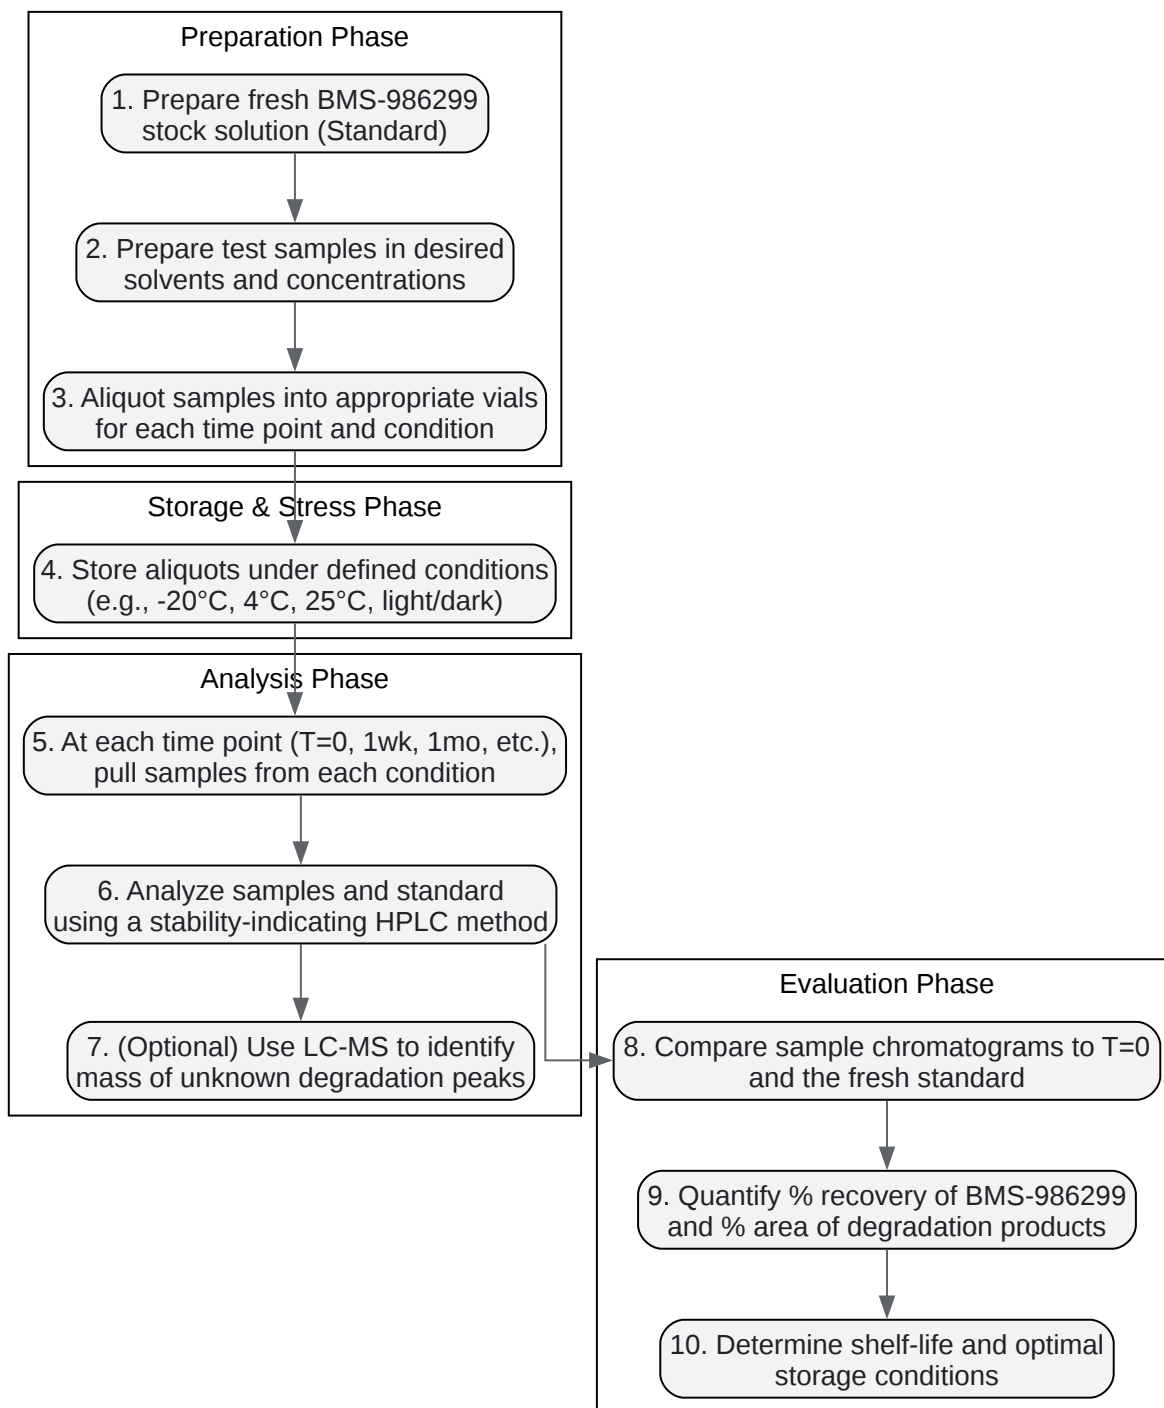 Preparation Phase
1. Prepare fresh BMS-986299
stock solution (Standard)
2. Prepare test samples in desired
solvents and concentrations
3. Aliquot samples into appropriate vials
for each time point and condition
Storage & Stress Phase
4. Store aliquots under defined conditions
(e.g., -20°C, 4°C, 25°C, light/dark)
Analysis Phase
5. At each time point (T=0, 1wk, 1mo, etc.),
pull samples from each condition
6. Analyze samples and standard
using a stability-indicating HPLC method
7. (Optional) Use LC-MS to identify
mass of unknown degradation peaks
Evaluation Phase
8. Compare sample chromatograms to T=0
and the fresh standard
9. Quantify % recovery of BMS-986299
and % area of degradation products
10. Determine shelf-life and optimal
storage conditions